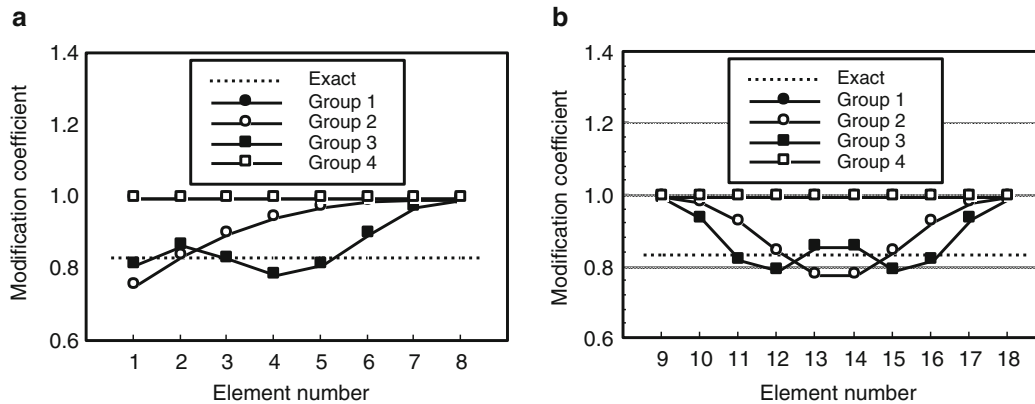 a
Modification coefficient
1.4
1.2
1.0
0.8
0.6
Exact
Group 1
Group 2
Group 3
Group 4
1 2 3 4 5 6 7 8
Element number
b
Modification coefficient
1.4
1.2
1.0
0.8
0.6
Exact
Group 1
Group 2
Group 3
Group 4
9 10 11 12 13 14 15 16 17 18
Element number